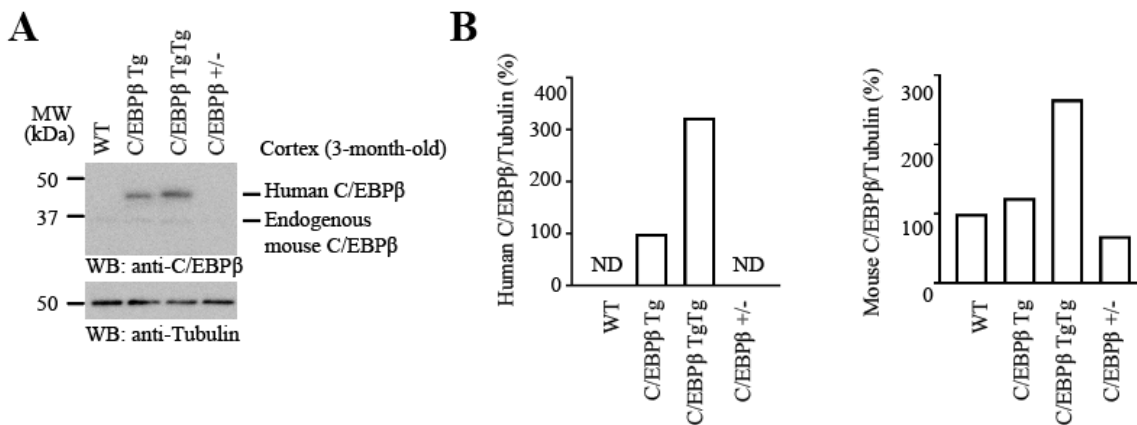 A
MW
(kDa)
WT
C/EBPβ Tg
C/EBPβ TgTg
C/EBPβ +/-
Cortex (3-month-old)
50
Human C/EBPβ
37
Endogenous
mouse C/EBPβ
WB: anti-C/EBPβ
50
WB: anti-Tubulin
B
Human C/EBPβ/Tubulin (%)
400
300
200
100
0
ND
ND
WT
C/EBPβ Tg
C/EBPβ TgTg
C/EBPβ +/-
Mouse C/EBPβ/Tubulin (%)
300
200
100
0
WT
C/EBPβ Tg
C/EBPβ TgTg
C/EBPβ +/-